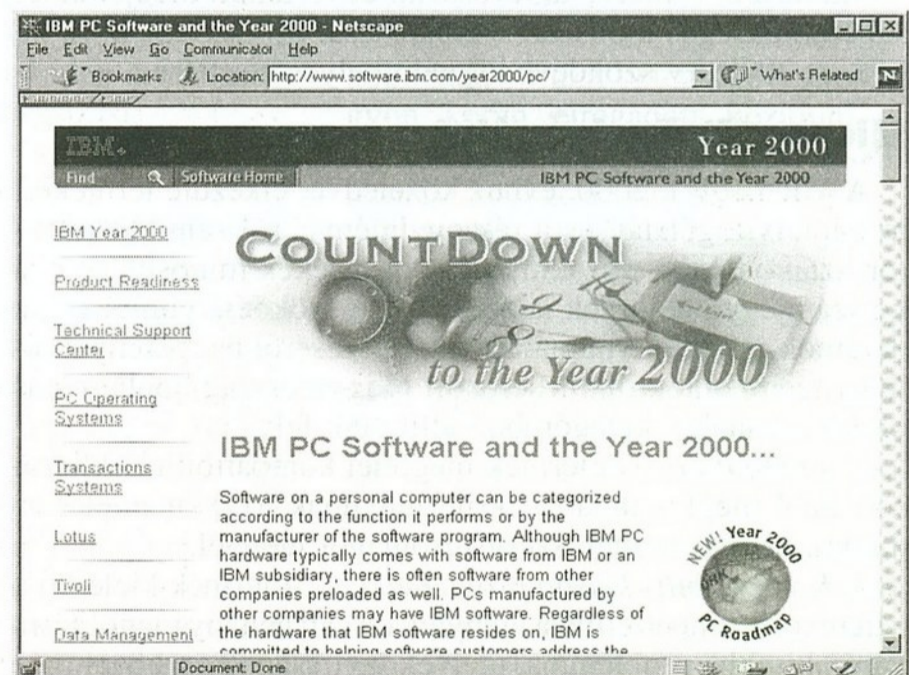 IBM PC Software and the Year 2000 - Netscape
File Edit View Go Communicator Help
Bookmarks Location: http://www.software.ibm.com/year2000/pc/ What's Related N
IBM Year 2000
Find Software Home IBM PC Software and the Year 2000
IBM Year 2000
Product Readiness
Technical Support
Center
PC Operating
Systems
Transactions
Systems
Lotus
Tivoli
Data Management
COUNTDOWN
to the Year 2000
IBM PC Software and the Year 2000...
Software on a personal computer can be categorized
according to the function it performs or by the
manufacturer of the software program. Although IBM PC
hardware typically comes with software from IBM or an
IBM subsidiary, there is often software from other
companies preloaded as well. PCs manufactured by
other companies may have IBM software. Regardless of
the hardware that IBM software resides on, IBM is
committed to helping software customers address the
NEW! Year 2000
PC Roadmap
Document: Done